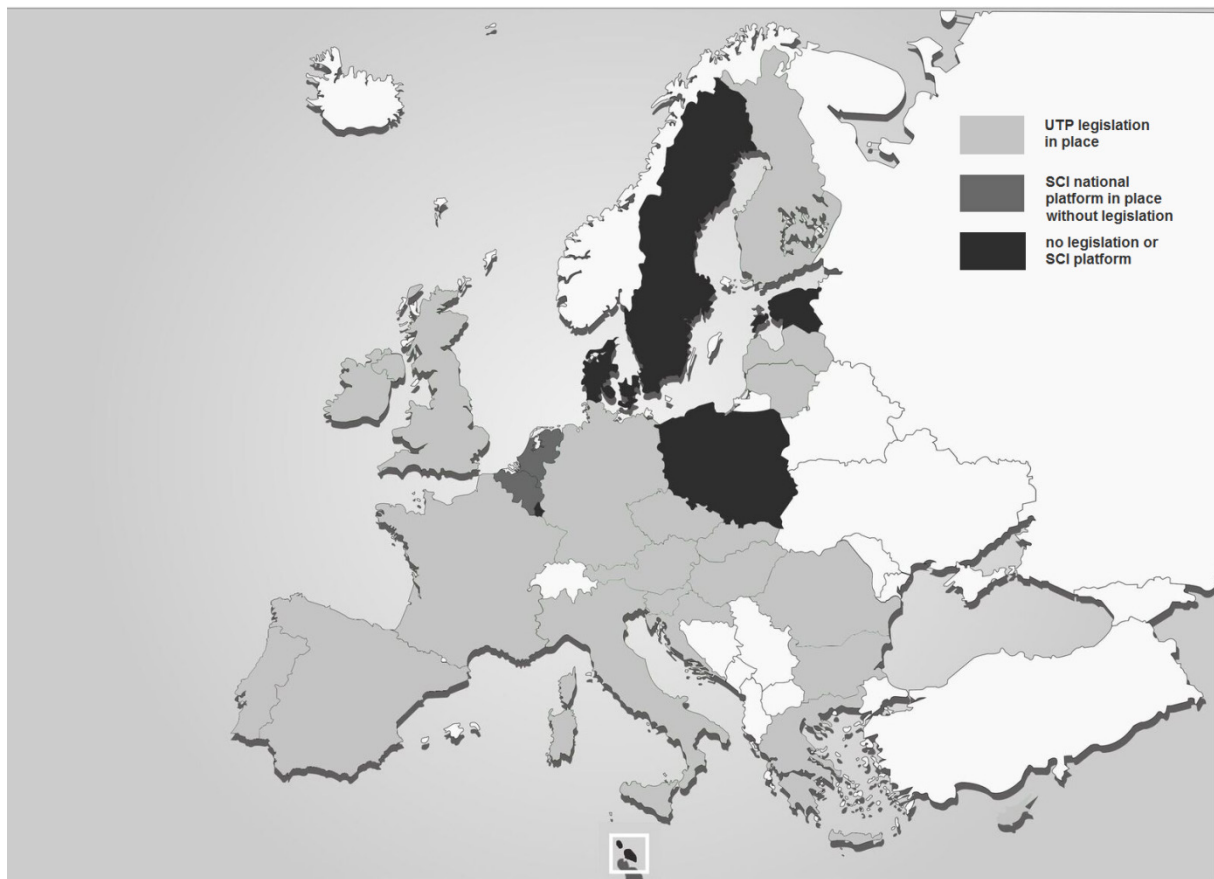 UTP legislation
in place
SCI national
platform in place
without legislation
no legislation or
SCI platform